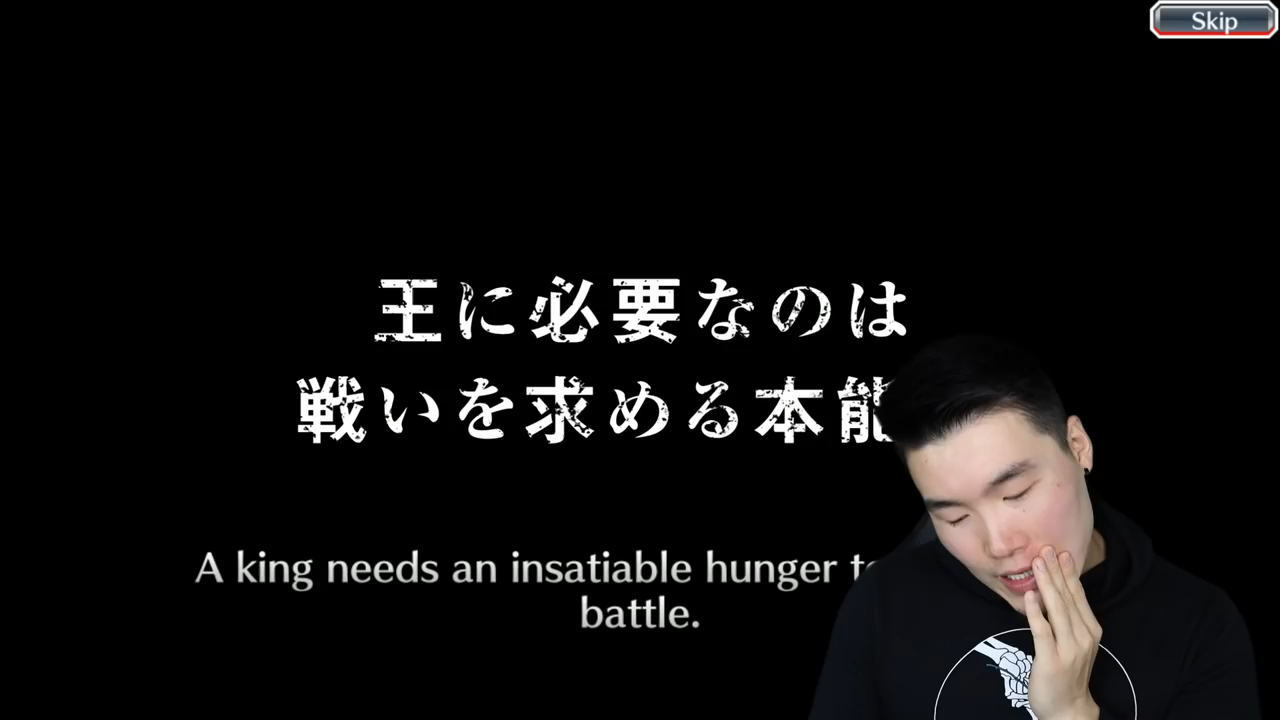 Skip
王に必要なのは
戦いを求める本能
A king needs an insatiable hunger
battle.